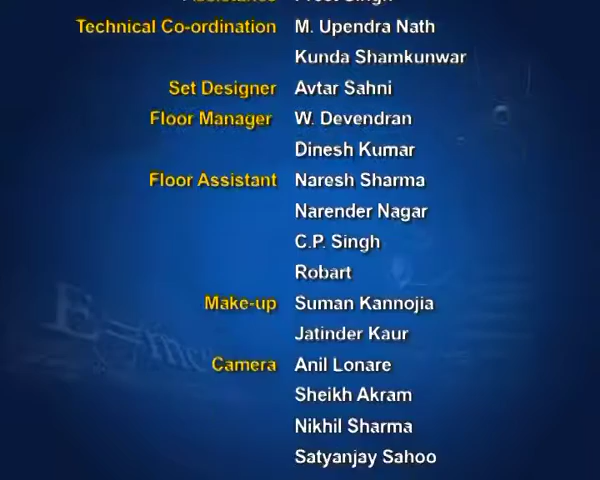 Technical Co-ordination M. Upendra Nath
Kunda Shamkunwar
Set Designer Avtar Sahni
Floor Manager W. Devendran
Dinesh Kumar
Floor Assistant Naresh Sharma
Narender Nagar
C.P. Singh
Robart
Make-up Suman Kannojia
Jatinder Kaur
Camera Anil Lonare
Sheikh Akram
Nikhil Sharma
Satyanjay Sahoo